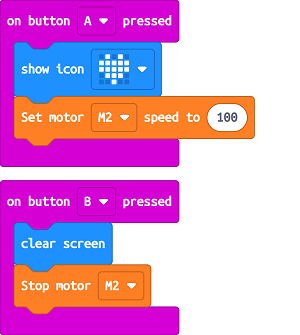 on button A pressed
show icon
Set motor M2 speed to 100
on button B pressed
clear screen
Stop motor M2